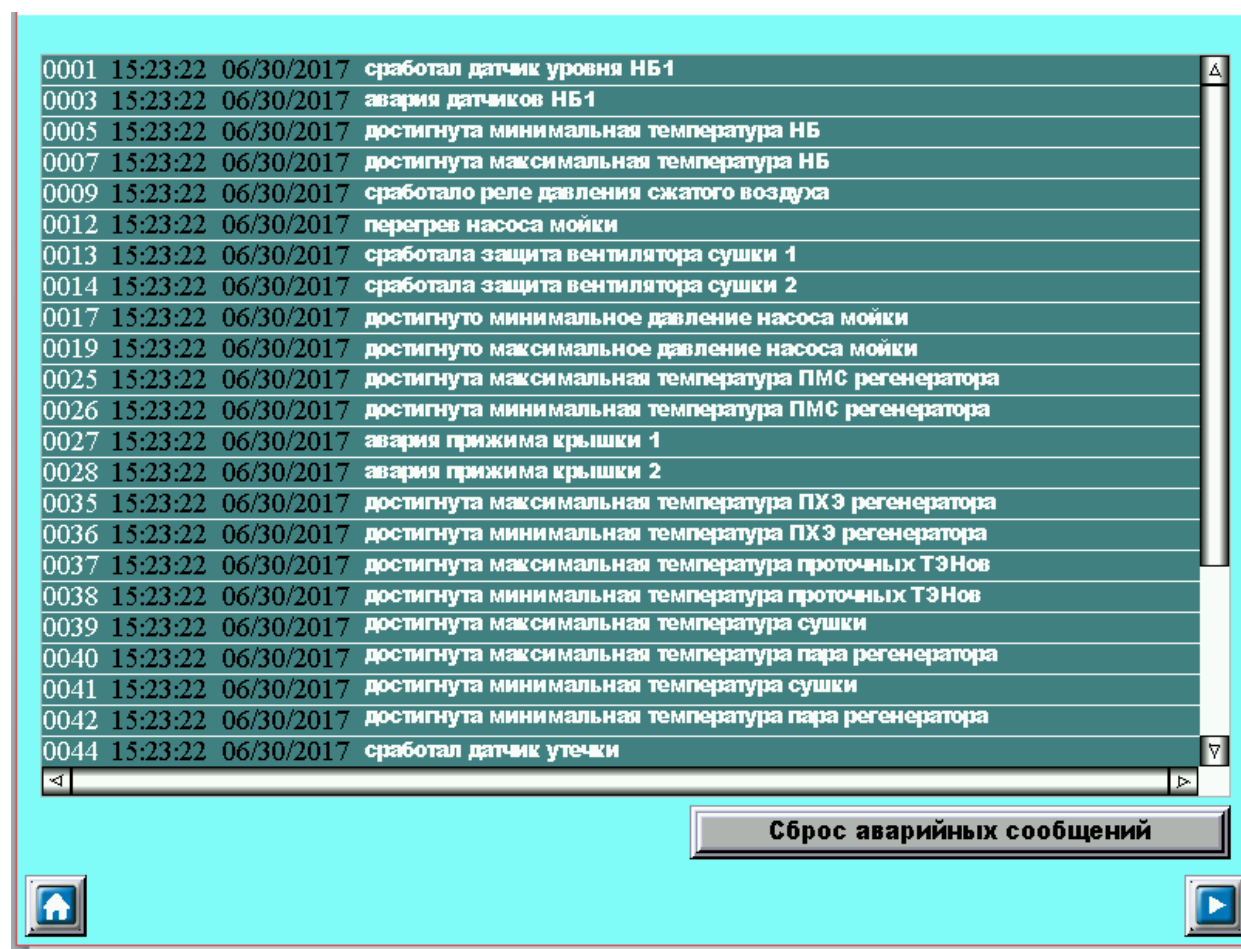 0001 15:23:22 06/30/2017 сработал датчик уровня НБ1
0003 15:23:22 06/30/2017 авария датчиков НБ1
0005 15:23:22 06/30/2017 достигнута минимальная температура НБ
0007 15:23:22 06/30/2017 достигнута максимальная температура НБ
0009 15:23:22 06/30/2017 сработало реле давления сжатого воздуха
0012 15:23:22 06/30/2017 перегрев насоса мойки
0013 15:23:22 06/30/2017 сработала защита вентилятора сушки 1
0014 15:23:22 06/30/2017 сработала защита вентилятора сушки 2
0017 15:23:22 06/30/2017 достигнуто минимальное давление насоса мойки
0019 15:23:22 06/30/2017 достигнуто максимальное давление насоса мойки
0025 15:23:22 06/30/2017 достигнута максимальная температура ПМС регенератора
0026 15:23:22 06/30/2017 достигнута минимальная температура ПМС регенератора
0027 15:23:22 06/30/2017 авария прижима крышки 1
0028 15:23:22 06/30/2017 авария прижима крышки 2
0035 15:23:22 06/30/2017 достигнута максимальная температура ПХЭ регенератора
0036 15:23:22 06/30/2017 достигнута минимальная температура ПХЭ регенератора
0037 15:23:22 06/30/2017 достигнута максимальная температура проточных ТЭНов
0038 15:23:22 06/30/2017 достигнута минимальная температура проточных ТЭНов
0039 15:23:22 06/30/2017 достигнута максимальная температура сушки
0040 15:23:22 06/30/2017 достигнута максимальная температура пара регенератора
0041 15:23:22 06/30/2017 достигнута минимальная температура сушки
0042 15:23:22 06/30/2017 достигнута минимальная температура пара регенератора
0044 15:23:22 06/30/2017 сработал датчик утечки
Сброс аварийных сообщений